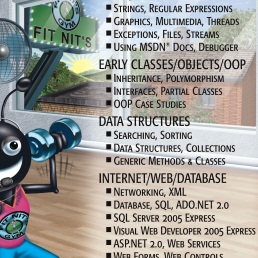 ■ Strings, Regular Expressions
■ Graphics, Multimedia, Threads
■ Exceptions, Files, Streams
■ Using MSDN® Docs, Debugger
EARLY CLASSES/OBJECTS/OOP
■ Inheritance, Polymorphism
■ Interfaces, Partial Classes
■ OOP Case Studies
DATA STRUCTURES
■ Searching, Sorting
■ Data Structures, Collections
■ Generic Methods & Classes
INTERNET/WEB/DATABASE
■ Networking, XML
■ Database, SQL, ADO.NET 2.0
■ SQL Server 2005 Express
■ Visual Web Developer 2005 Express
■ ASP.NET 2.0, Web Services
■ Web Forms, Web Controls
GYM
FIT NIT'S